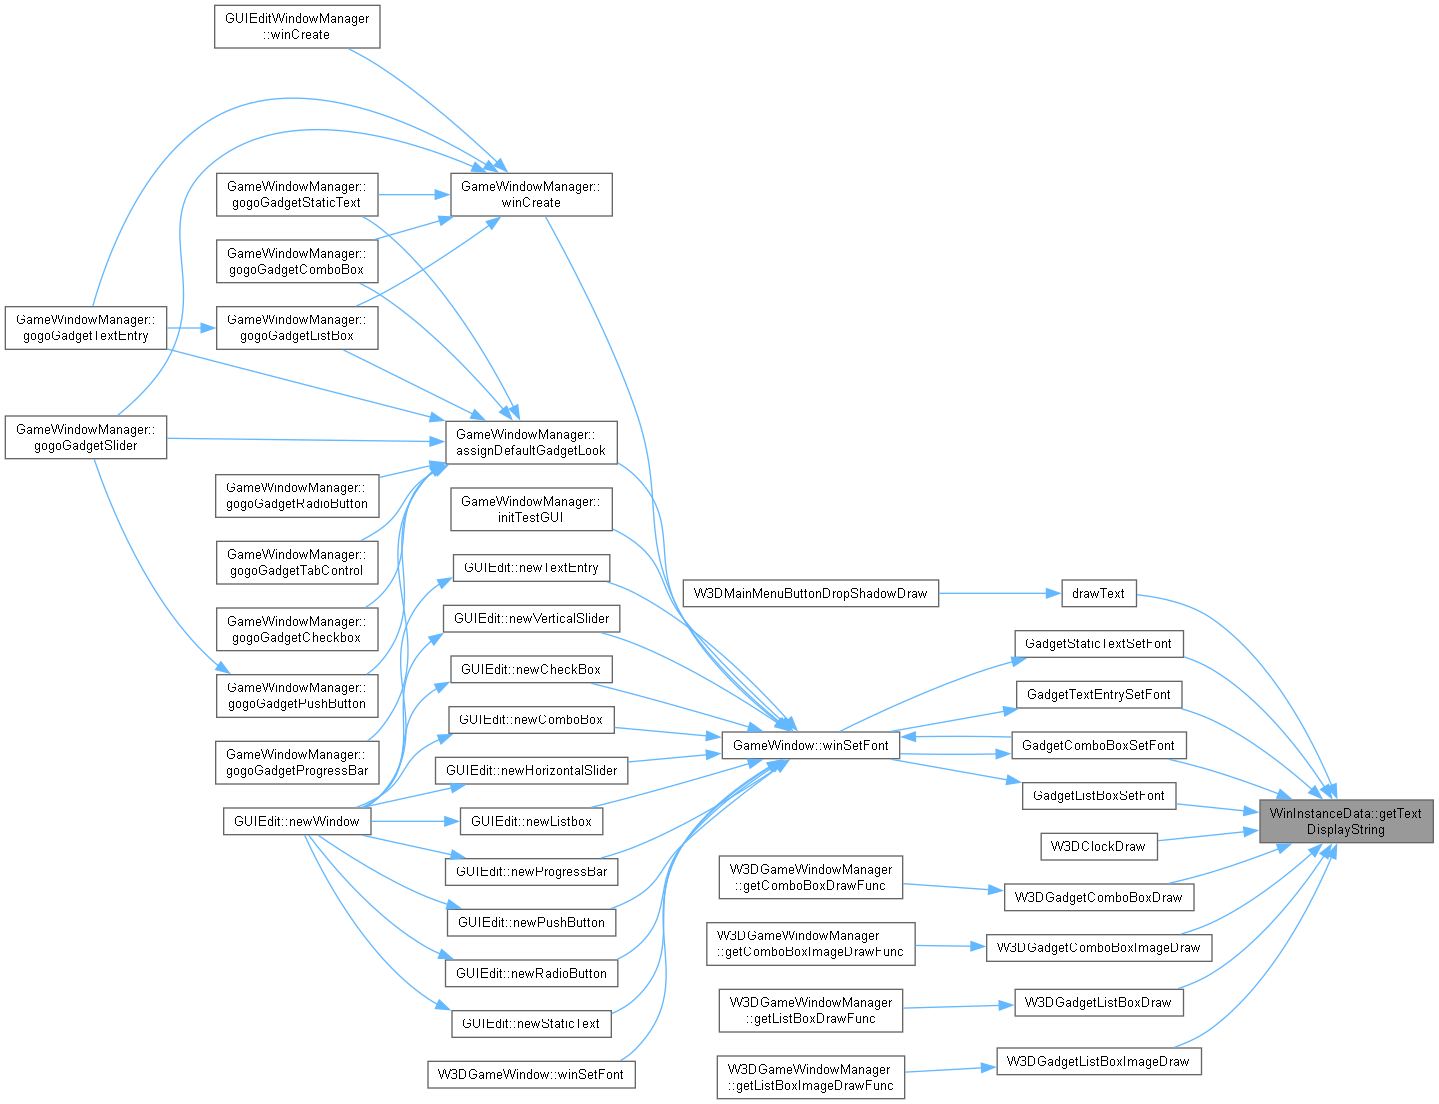 GUIEditWindowManager
::winCreate
GameWindowManager::
gogoGadgetStaticText
GameWindowManager::
winCreate
GameWindowManager::
gogoGadgetComboBox
GameWindowManager::
gogoGadgetTextEntry
GameWindowManager::
gogoGadgetListBox
GameWindowManager::
gogoGadgetSlider
GameWindowManager::
assignDefaultGadgetLook
GameWindowManager::
gogoGadgetRadioButton
GameWindowManager::
initTestGUI
GameWindowManager::
gogoGadgetTabControl
GUIEdit::newTextEntry
W3DMainMenuButtonDropShadowDraw
drawText
GameWindowManager::
gogoGadgetCheckbox
GUIEdit::newVerticalSlider
GadgetStaticTextSetFont
GUIEdit::newCheckBox
GameWindowManager::
gogoGadgetPushButton
GadgetTextEntrySetFont
GUIEdit::newComboBox
GameWindow::winSetFont
GadgetComboBoxSetFont
GameWindowManager::
gogoGadgetProgressBar
GUIEdit::newHorizontalSlider
GadgetListBoxSetFont
GUIEdit::newWindow
GUIEdit::newListbox
WinInstanceData::getText
DisplayString
W3DClockDraw
GUIEdit::newProgressBar
W3DGameWindowManager
::getComboBoxDrawFunc
W3DGadgetComboBoxDraw
GUIEdit::newPushButton
W3DGameWindowManager
::getComboBoxImageDrawFunc
W3DGadgetComboBoxImageDraw
GUIEdit::newRadioButton
W3DGameWindowManager
::getListBoxDrawFunc
W3DGadgetListBoxDraw
GUIEdit::newStaticText
W3DGameWindow::winSetFont
W3DGameWindowManager
::getListBoxImageDrawFunc
W3DGadgetListBoxImageDraw